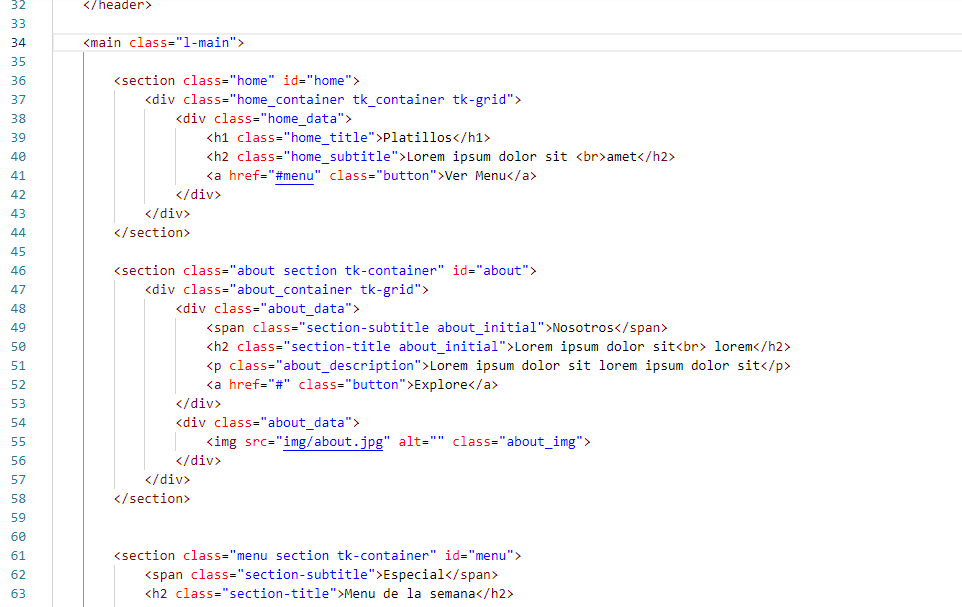 32 </header>
33
34 <main class="l-main">
35
36 <section class="home" id="home">
37 <div class="home_container tk_container tk-grid">
38 <div class="home_data">
39 <h1 class="home_title">Platillos</h1>
40 <h2 class="home_subtitle">Lorem ipsum dolor sit <br>amet</h2>
41 <a href="#menu" class="button">Ver Menu</a>
42 </div>
43 </div>
44 </section>
45
46 <section class="about section tk-container" id="about">
47 <div class="about_container tk-grid">
48 <div class="about_data">
49 <span class="section-subtitle about_initial">Nosotros</span>
50 <h2 class="section-title about_initial">Lorem ipsum dolor sit<br> lorem</h2>
51 <p class="about_description">Lorem ipsum dolor sit lorem ipsum dolor sit</p>
52 <a href="#" class="button">Explore</a>
53 </div>
54 <div class="about_data">
55 <img src="img/about.jpg" alt="" class="about_img">
56 </div>
57 </div>
58 </section>
59
60
61 <section class="menu section tk-container" id="menu">
62 <span class="section-subtitle">Especial</span>
63 <h2 class="section-title">Menu de la semana</h2>